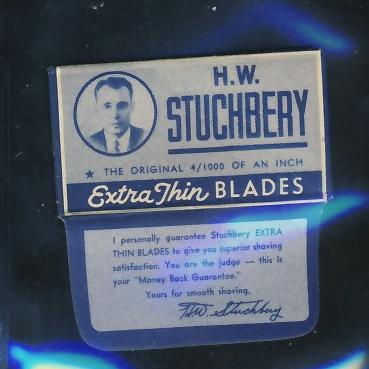 H.W.
STUCHBERY
★ THE ORIGINAL 4/1000 OF AN INCH
Extra Thin BLADES
I personally guarantee Stuchbery EXTRA
THIN BLADES to give you superior shaving
satisfaction. You are the judge — this is
your "Money Back Guarantee."
Yours for smooth shaving,
H.W. Stuchbery